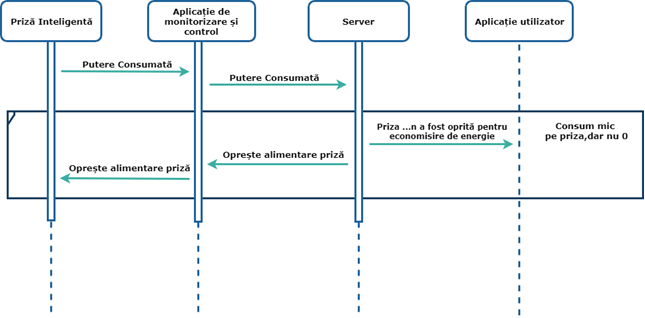 Priză Inteligentă
Aplicație de
monitorizare și
control
Server
Aplicație utilizator
Putere Consumată
Putere Consumată
Priza ...n a fost oprită pentru
economisire de energie
Consum mic
pe priza,dar nu 0
Oprește alimentare priză
Oprește alimentare priză